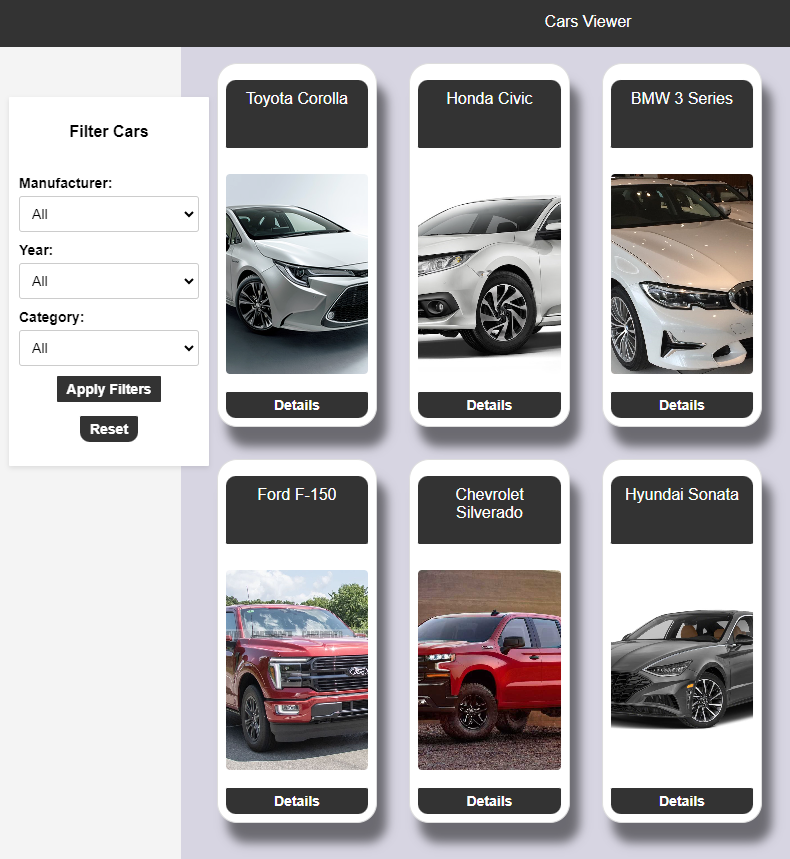 Cars Viewer
Filter Cars
Manufacturer:
All
Year:
All
Category:
All
Apply Filters
Reset
Toyota Corolla
Details
Honda Civic
Details
BMW 3 Series
Details
Ford F-150
Details
Chevrolet
Silverado
Details
Hyundai Sonata
Details